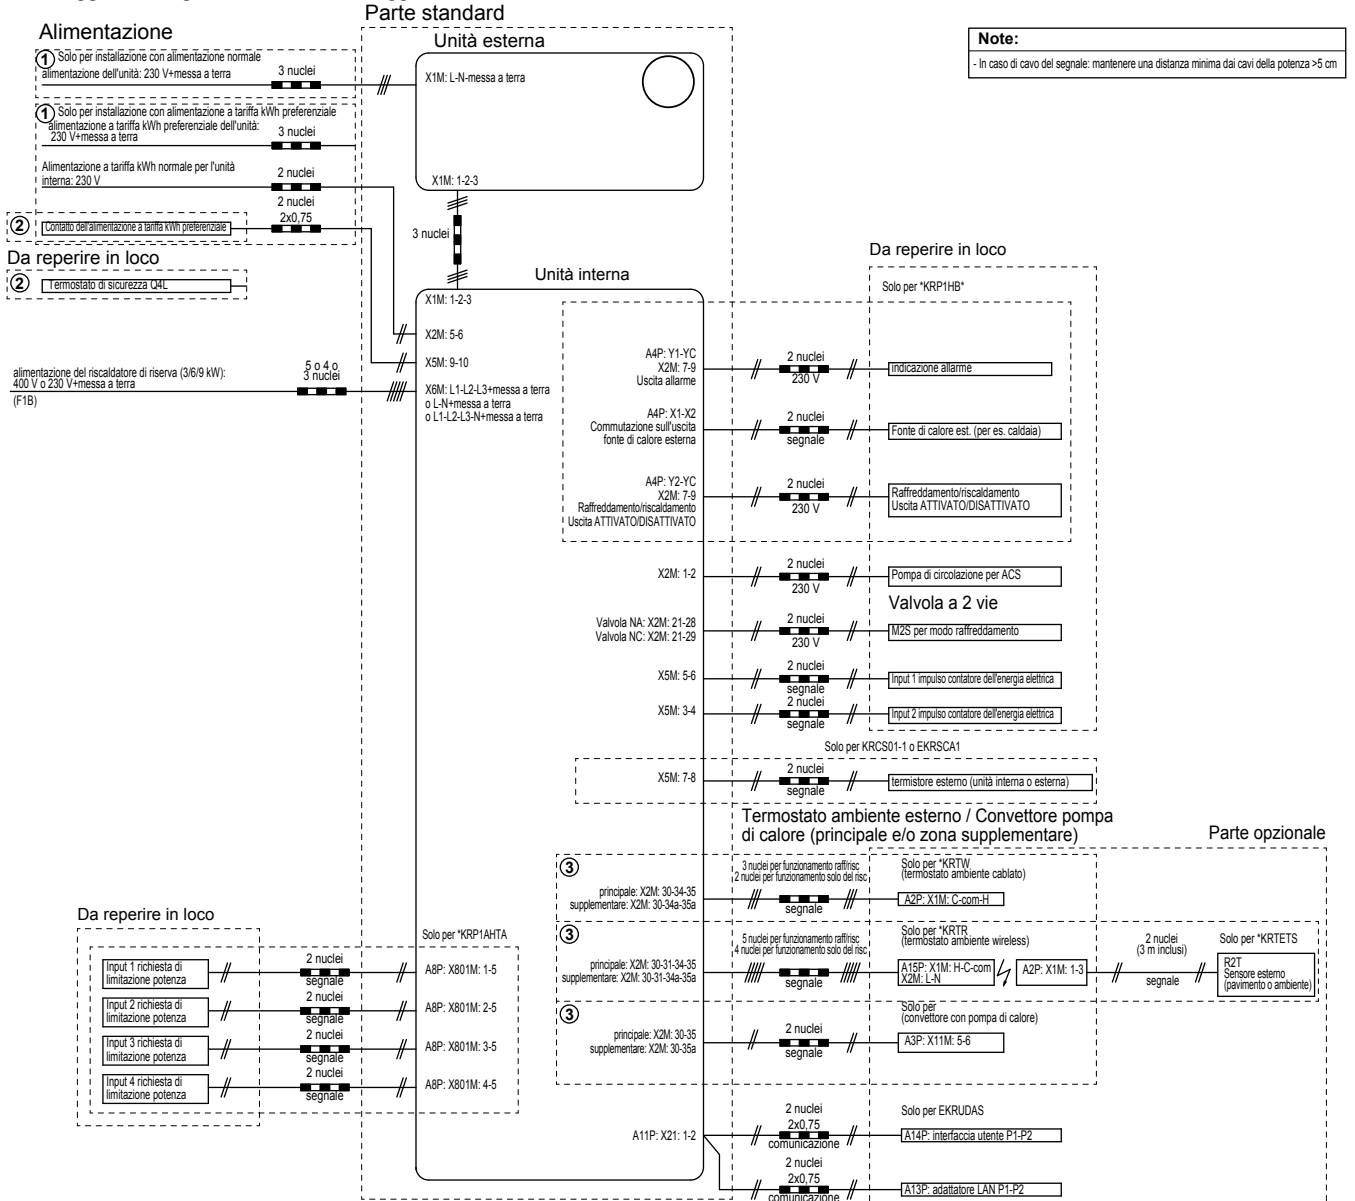 Parte standard
Alimentazione
Unità esterna
Note:
- In caso di cavo del segnale: mantenere una distanza minima dai cavi della potenza >5 cm
1 Solo per installazione con alimentazione normale
alimentazione dell'unità: 230 V+messa a terra
3 nuclei
X1M: L-N-messa a terra
1 Solo per installazione con alimentazione a tariffa kWh preferenziale
alimentazione a tariffa kWh preferenziale dell'unità:
230 V+messa a terra
3 nuclei
Alimentazione a tariffa kWh normale per l'unità
interna: 230 V
2 nuclei
X1M: 1-2-3
2 nuclei
2x0,75
2 Contatto dell'alimentazione a tariffa kWh preferenziale
3 nuclei
Da reperire in loco
2 Termostato di sicurezza Q4L
Unità interna
Da reperire in loco
Solo per *KRP1HB*
X1M: 1-2-3
X2M: 5-6
X5M: 9-10
alimentazione del riscaldatore di riserva (3/6/9 kW):
400 V o 230 V+messa a terra
(F1B)
5 o 4 o
3 nuclei
X6M: L1-L2-L3+messa a terra
o L-N+messa a terra
o L1-L2-L3-N+messa a terra
A4P: Y1-YC
X2M: 7-9
Uscita allarme
2 nuclei
230 V
indicazione allarme
A4P: X1-X2
Commutazione sull'uscita
fonte di calore esterna
2 nuclei
segnale
Fonte di calore est. (per es. caldaia)
A4P: Y2-YC
X2M: 7-9
Raffreddamento/riscaldamento
Uscita ATTIVATO/DISATTIVATO
2 nuclei
230 V
Raffreddamento/riscaldamento
Uscita ATTIVATO/DISATTIVATO
X2M: 1-2
2 nuclei
230 V
Pompa di circolazione per ACS
Valvola a 2 vie
Valvola NA: X2M: 21-28
Valvola NC: X2M: 21-29
2 nuclei
230 V
M2S per modo raffreddamento
X5M: 5-6
2 nuclei
segnale
Input 1 impulso contatore dell'energia elettrica
X5M: 3-4
2 nuclei
segnale
Input 2 impulso contatore dell'energia elettrica
Solo per KRCS01-1 o EKRSCA1
X5M: 7-8
2 nuclei
segnale
termistore esterno (unità interna o esterna)
Termostato ambiente esterno / Convettore pompa
di calore (principale e/o zona supplementare)
Parte opzionale
3
principale: X2M: 30-34-35
supplementare: X2M: 30-34a-35a
3 nuclei per funzionamento raff/risc
2 nuclei per funzionamento solo del risc
segnale
Solo per *KRTW
(termostato ambiente cablato)
A2P: X1M: C-com-H
3
principale: X2M: 30-31-34-35
supplementare: X2M: 30-31-34a-35a
5 nuclei per funzionamento raff/risc
4 nuclei per funzionamento solo del risc
segnale
Solo per *KRTR
(termostato ambiente wireless)
A15P: X1M: H-C-com
X2M: L-N
A2P: X1M: 1-3
2 nuclei
(3 m inclusi)
segnale
Solo per *KRTETS
R2T
Sensore esterno
(pavimento o ambiente)
3
principale: X2M: 30-35
supplementare: X2M: 30-35a
2 nuclei
segnale
Solo per
(convettore con pompa di calore)
A3P: X11M: 5-6
Da reperire in loco
Solo per *KRP1AHTA
Input 1 richiesta di
limitazione potenza
2 nuclei
segnale
A8P: X801M: 1-5
Input 2 richiesta di
limitazione potenza
2 nuclei
segnale
A8P: X801M: 2-5
Input 3 richiesta di
limitazione potenza
2 nuclei
segnale
A8P: X801M: 3-5
Input 4 richiesta di
limitazione potenza
2 nuclei
segnale
A8P: X801M: 4-5
A11P: X21: 1-2
2 nuclei
2x0,75
comunicazione
Solo per EKRUDAS
A14P: interfaccia utente P1-P2
2 nuclei
2x0,75
comunicazione
A13P: adattatore LAN P1-P2